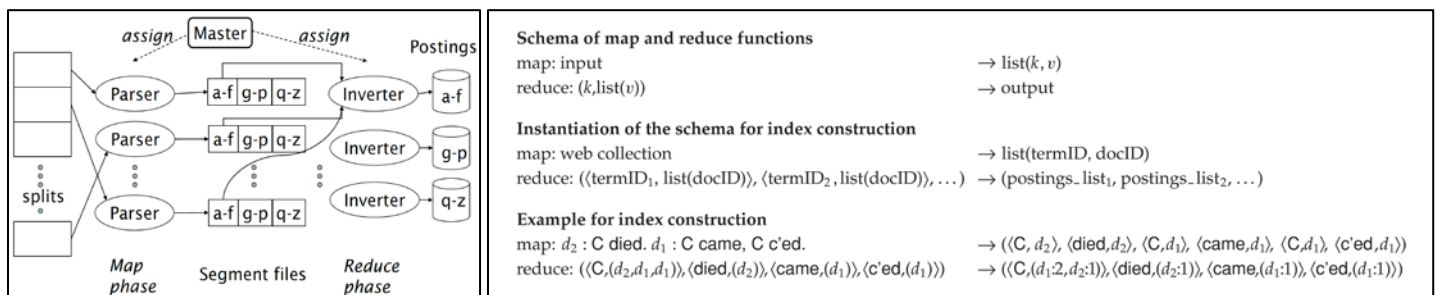 assign Master assign
Postings
Parser a-f g-p q-z Inverter a-f
Parser a-f g-p q-z Inverter g-p
splits
Parser a-f g-p q-z Inverter q-z
Map phase
Segment files
Reduce phase
Schema of map and reduce functions
map: input → list(k, v)
reduce: (k,list(v)) → output
Instantiation of the schema for index construction
map: web collection → list(termID, docID)
reduce: (⟨termID₁, list(docID)⟩, ⟨termID₂, list(docID)⟩, …) → (postings_list₁, postings_list₂, …)
Example for index construction
map: d₂ : C died. d₁ : C came, C c'ed. → (⟨C, d₂⟩, ⟨died,d₂⟩, ⟨C,d₁⟩, ⟨came,d₁⟩, ⟨C,d₁⟩, ⟨c'ed,d₁⟩)
reduce: (⟨C,(d₂,d₁,d₁)⟩,⟨died,(d₂)⟩,⟨came,(d₁)⟩,⟨c'ed,(d₁)⟩) → (⟨C,(d₁:2,d₂:1)⟩,⟨died,(d₂:1)⟩,⟨came,(d₁:1)⟩,⟨c'ed,(d₁:1)⟩)